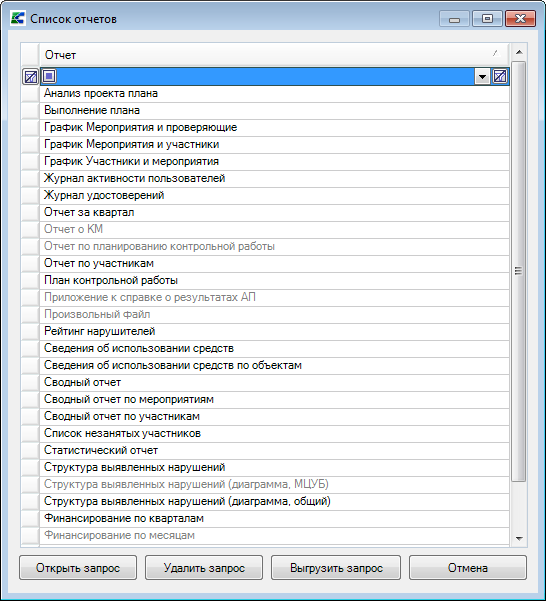 Список отчетов
Отчет
Анализ проекта плана
Выполнение плана
График Мероприятия и проверяющие
График Мероприятия и участники
График Участники и мероприятия
Журнал активности пользователей
Журнал удостоверений
Отчет за квартал
Отчет о КМ
Отчет по планированию контрольной работы
Отчет по участникам
План контрольной работы
Приложение к справке о результатах АП
Произвольный файл
Рейтинг нарушителей
Сведения об использовании средств
Сведения об использовании средств по объектам
Сводный отчет
Сводный отчет по мероприятиям
Сводный отчет по участникам
Список незанятых участников
Статистический отчет
Структура выявленных нарушений
Структура выявленных нарушений (диаграмма, МЦУБ)
Структура выявленных нарушений (диаграмма, общий)
Финансирование по кварталам
Финансирование по месяцам
Открыть запрос Удалить запрос Выгрузить запрос Отмена